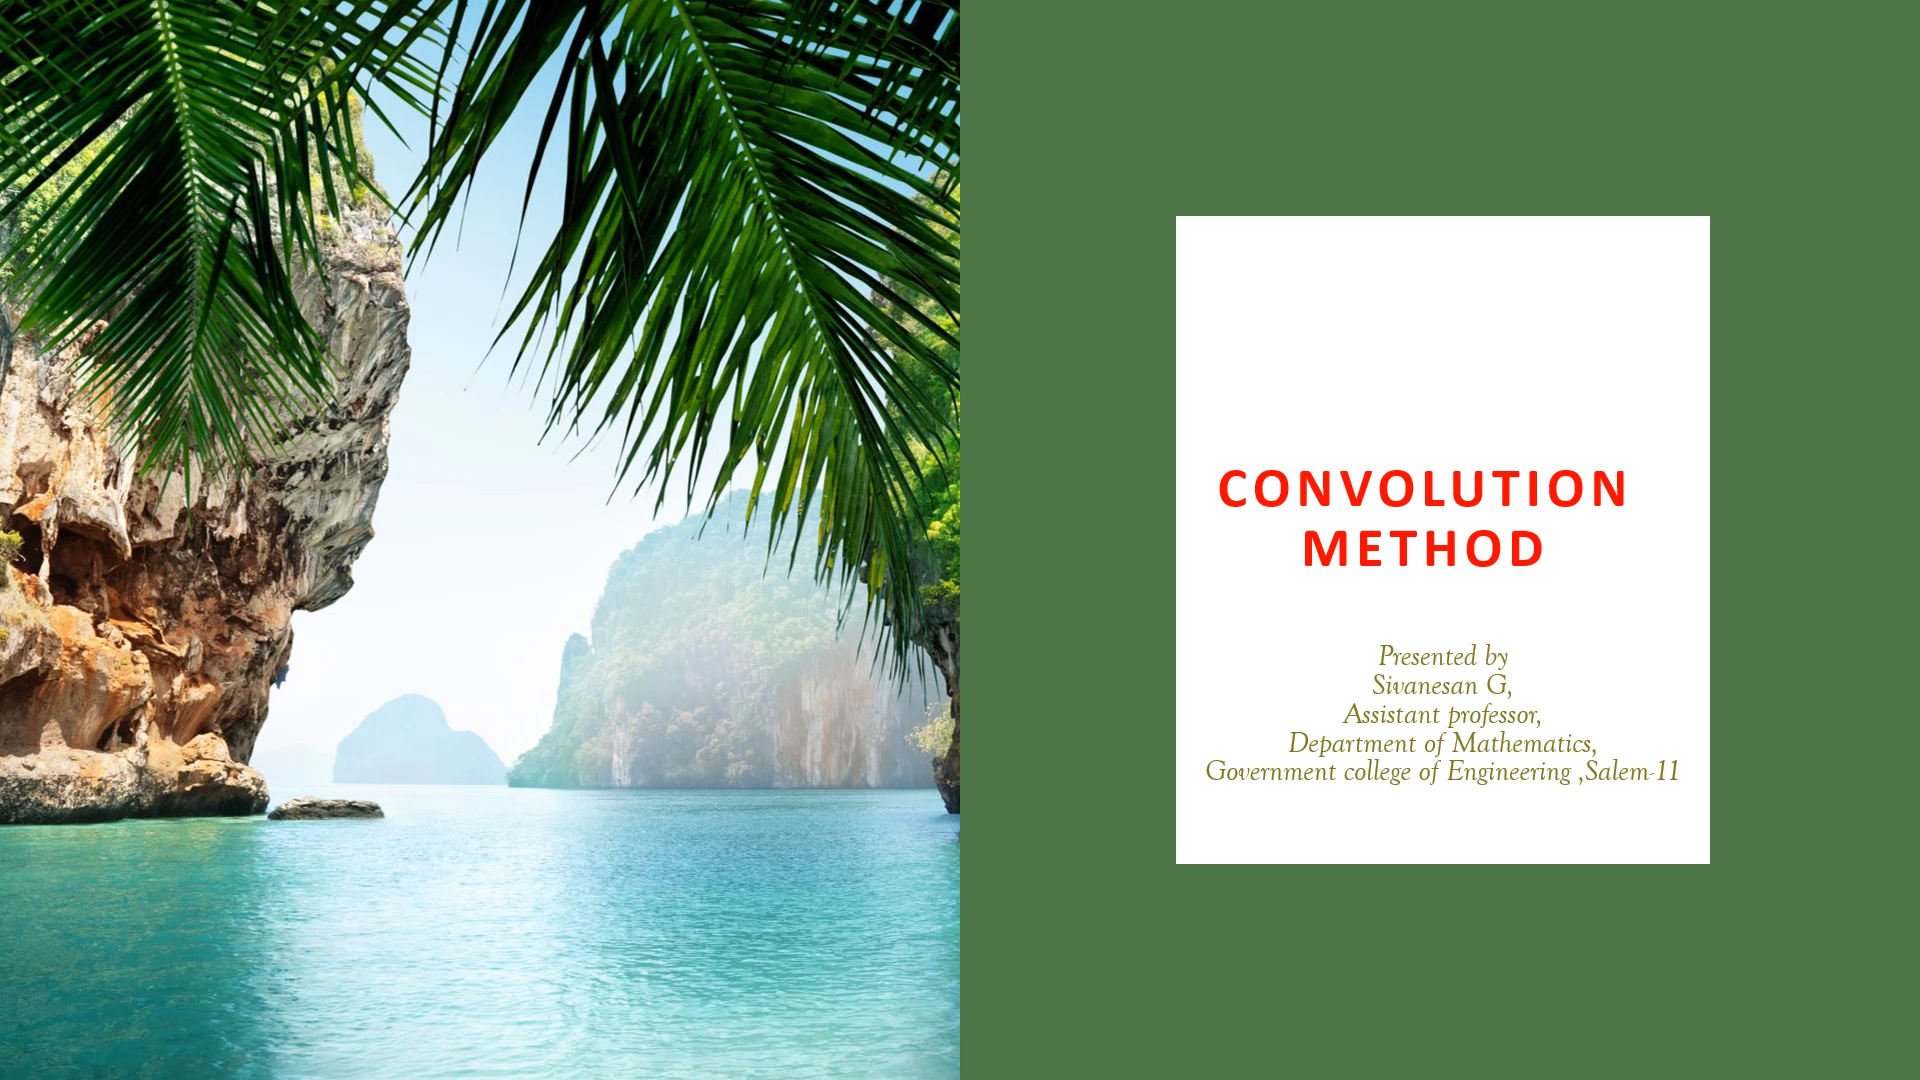 CONVOLUTION
METHOD
Presented by
Sivanesan G,
Assistant professor,
Department of Mathematics,
Government college of Engineering ,Salem-11